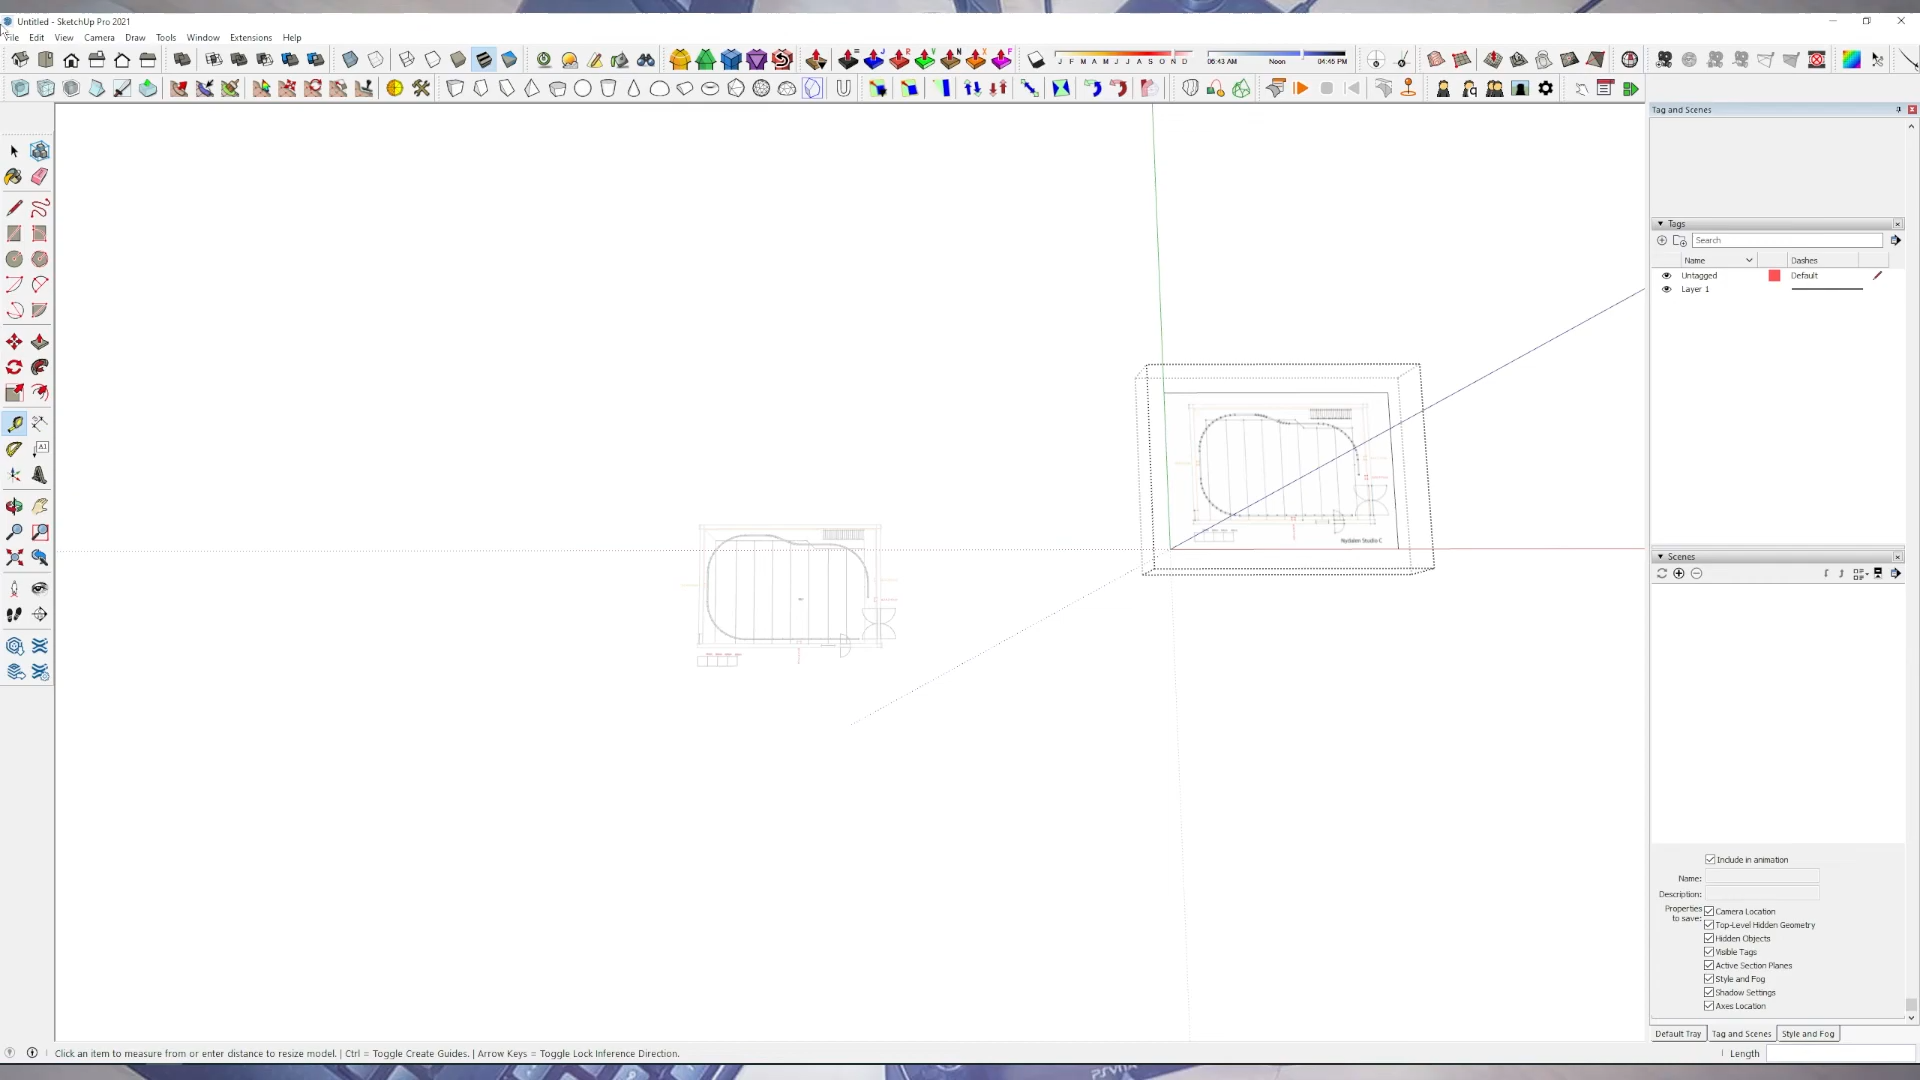 Untitled - SketchUp Pro 2021
File Edit View Camera Draw Tools Window Extensions Help
J F M A M J J A S O N D
06:43 AM Noon 04:45 PM
Tag and Scenes
Tags
Search
Name Dashes
Untagged Default
Layer 1
Nydalen Studio C
Scenes
Include in animation
Name:
Description:
Properties to save:
Camera Location
Top-Level Hidden Geometry
Hidden Objects
Visible Tags
Active Section Planes
Style and Fog
Shadow Settings
Axes Location
Default Tray Tag and Scenes Style and Fog
Click an item to measure from or enter distance to resize model. | Ctrl = Toggle Create Guides. | Arrow Keys = Toggle Lock Inference Direction.
Length
PSVITA